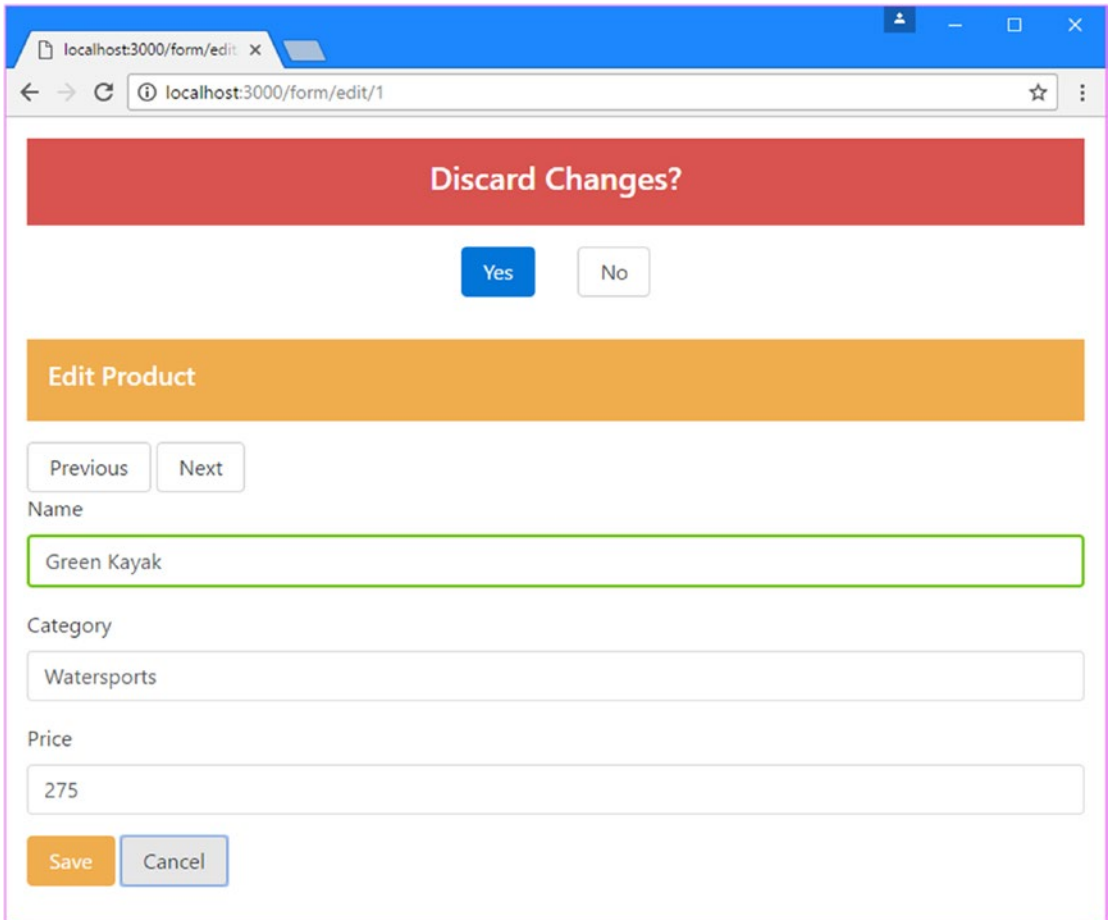 localhost:3000/form/edit
localhost:3000/form/edit/1
Discard Changes?
Yes No
Edit Product
Previous Next
Name
Green Kayak
Category
Watersports
Price
275
Save Cancel